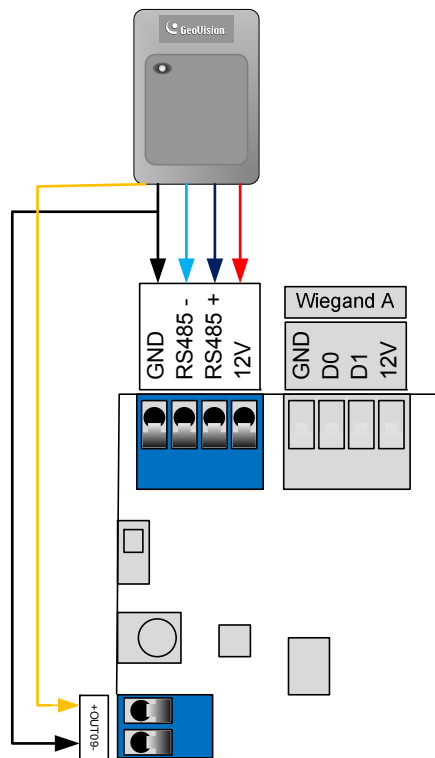 GeoVision
GND
RS485 -
RS485 +
12V
Wiegand A
GND
D0
D1
12V
+OUT09-